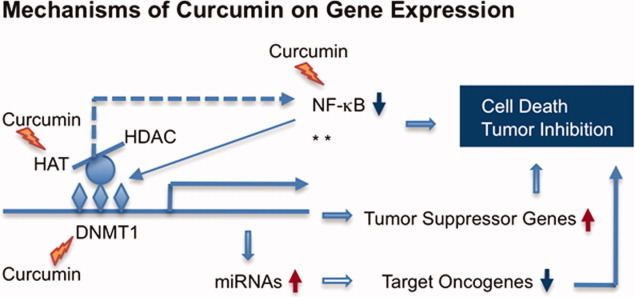 Mechanisms of Curcumin on Gene Expression
Curcumin
NF-κB
* *
Cell Death
Tumor Inhibition
Curcumin
HDAC
HAT
DNMT1
Tumor Suppressor Genes
Curcumin
miRNAs
Target Oncogenes